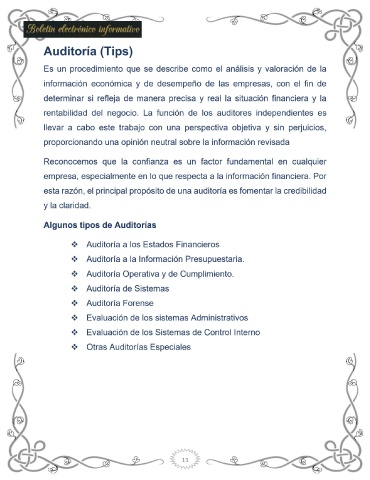 Boletín electrónico informativo
Auditoría (Tips)
Es un procedimiento que se describe como el análisis y valoración de la
información económica y de desempeño de las empresas, con el fin de
determinar si refleja de manera precisa y real la situación financiera y la
rentabilidad del negocio. La función de los auditores independientes es
llevar a cabo este trabajo con una perspectiva objetiva y sin perjuicios,
proporcionando una opinión neutral sobre la información revisada
Reconocemos que la confianza es un factor fundamental en cualquier
empresa, especialmente en lo que respecta a la información financiera. Por
esta razón, el principal propósito de una auditoría es fomentar la credibilidad
y la claridad.
Algunos tipos de Auditorías
❖ Auditoría a los Estados Financieros
❖ Auditoría a la Información Presupuestaria.
❖ Auditoría Operativa y de Cumplimiento.
❖ Auditoría de Sistemas
❖ Auditoría Forense
❖ Evaluación de los sistemas Administrativos
❖ Evaluación de los Sistemas de Control Interno
❖ Otras Auditorías Especiales
11